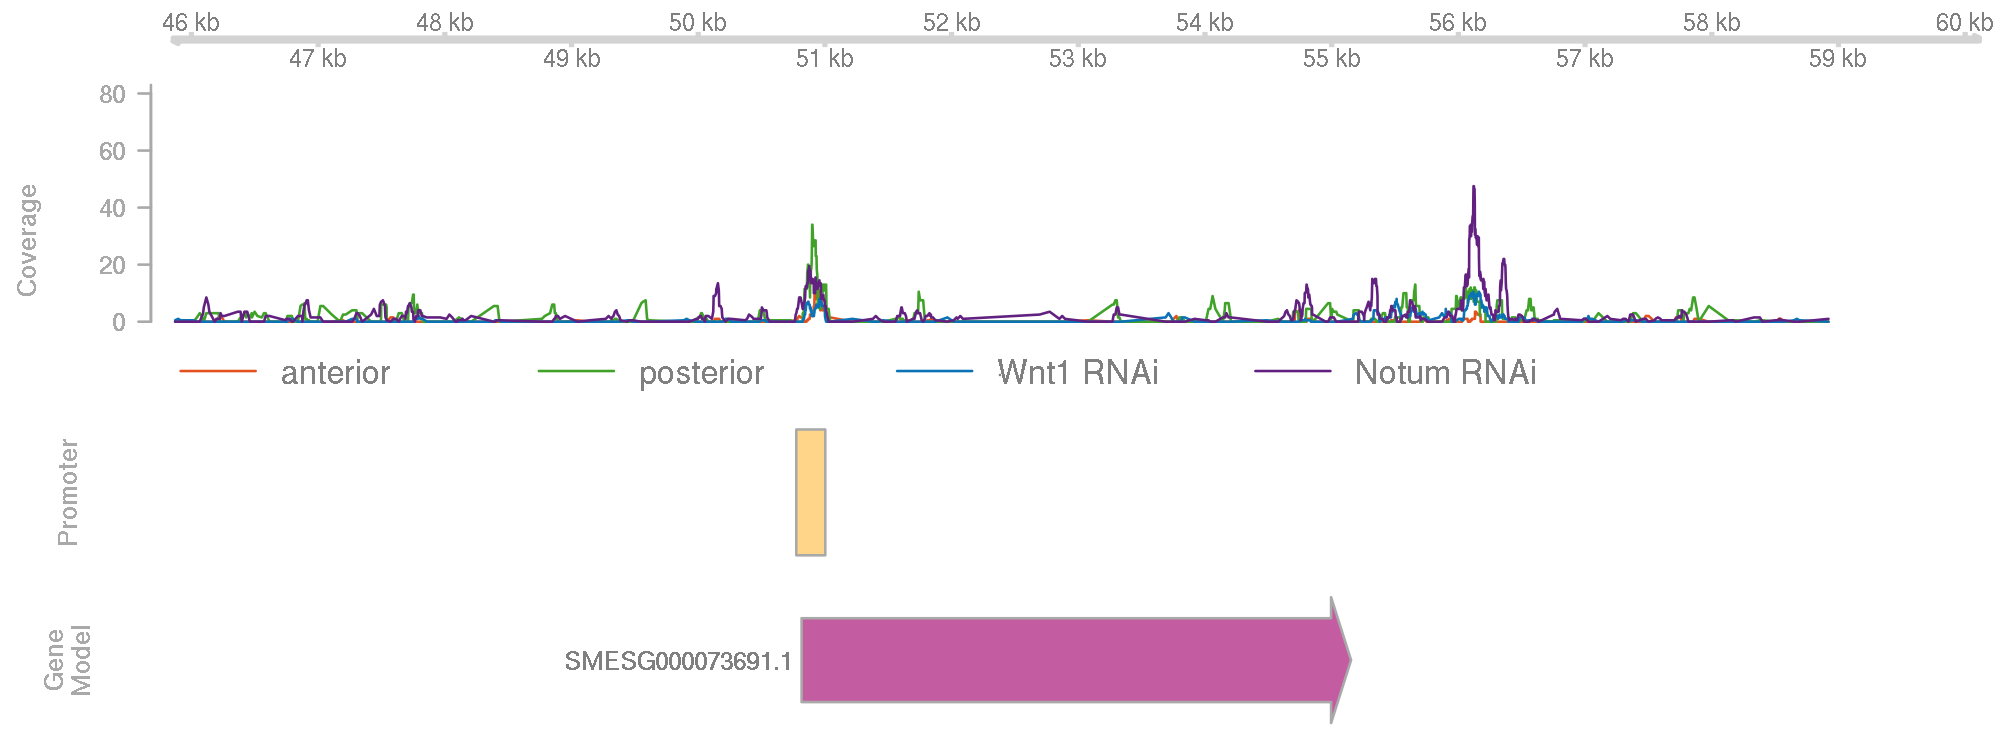 46 kb 48 kb 50 kb 52 kb 54 kb 56 kb 58 kb 60 kb
47 kb 49 kb 51 kb 53 kb 55 kb 57 kb 59 kb
80
60
40
20
0
Coverage
anterior posterior Wnt1 RNAi Notum RNAi
Promoter
Gene
Model
SMESG000073691.1